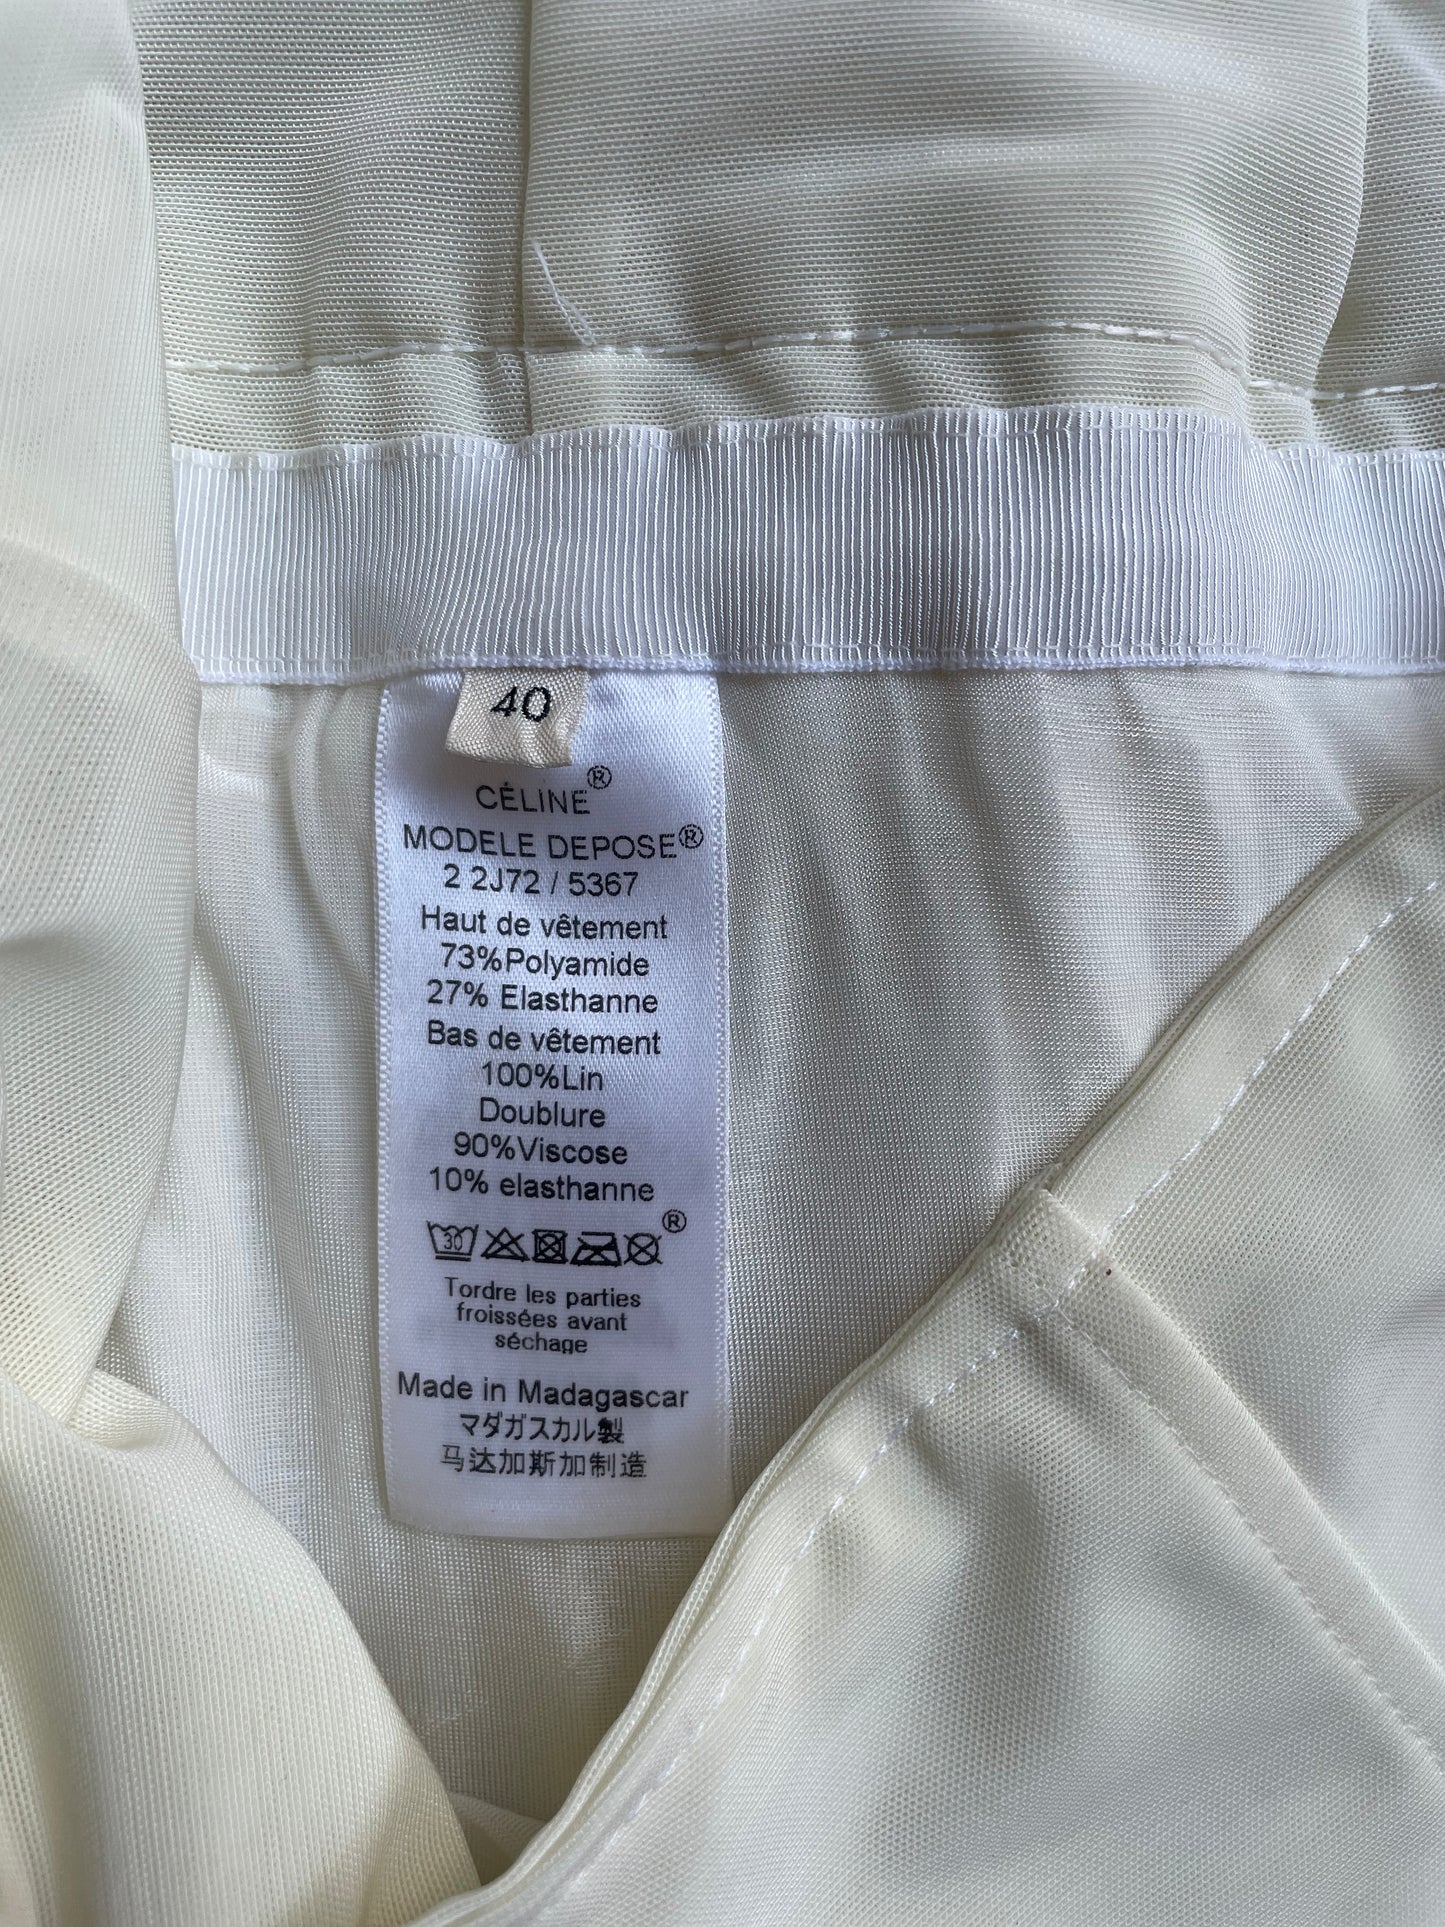 40
CÉLINE®
MODELE DEPOSE®
2 2J72 / 5367
Haut de vêtement
73%Polyamide
27% Elasthanne
Bas de vêtement
100%Lin
Doublure
90%Viscose
10% elasthanne
30 ®
Tordre les parties
froissées avant
séchage
Made in Madagascar
マダガスカル製
马达加斯加制造